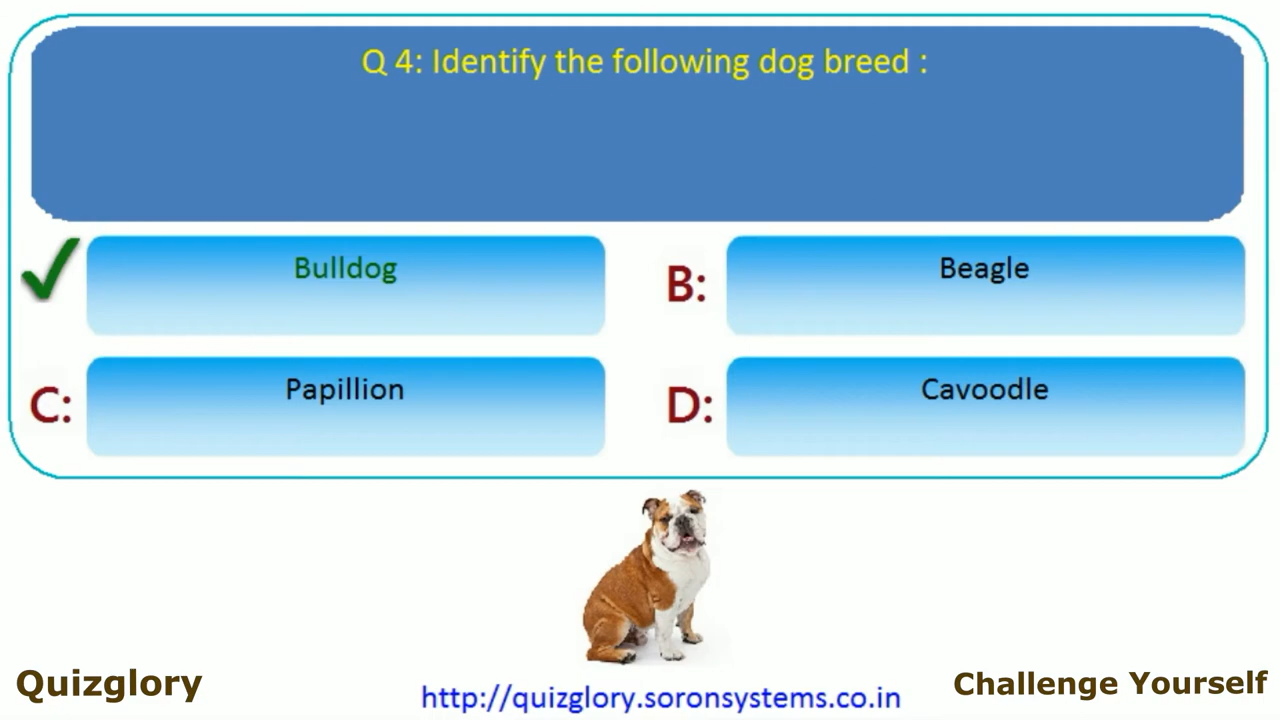 Q 4: Identify the following dog breed :
Bulldog
B: Beagle
C: Papillion
D: Cavoodle
Quizglory
http://quizglory.soronsystems.co.in
Challenge Yourself